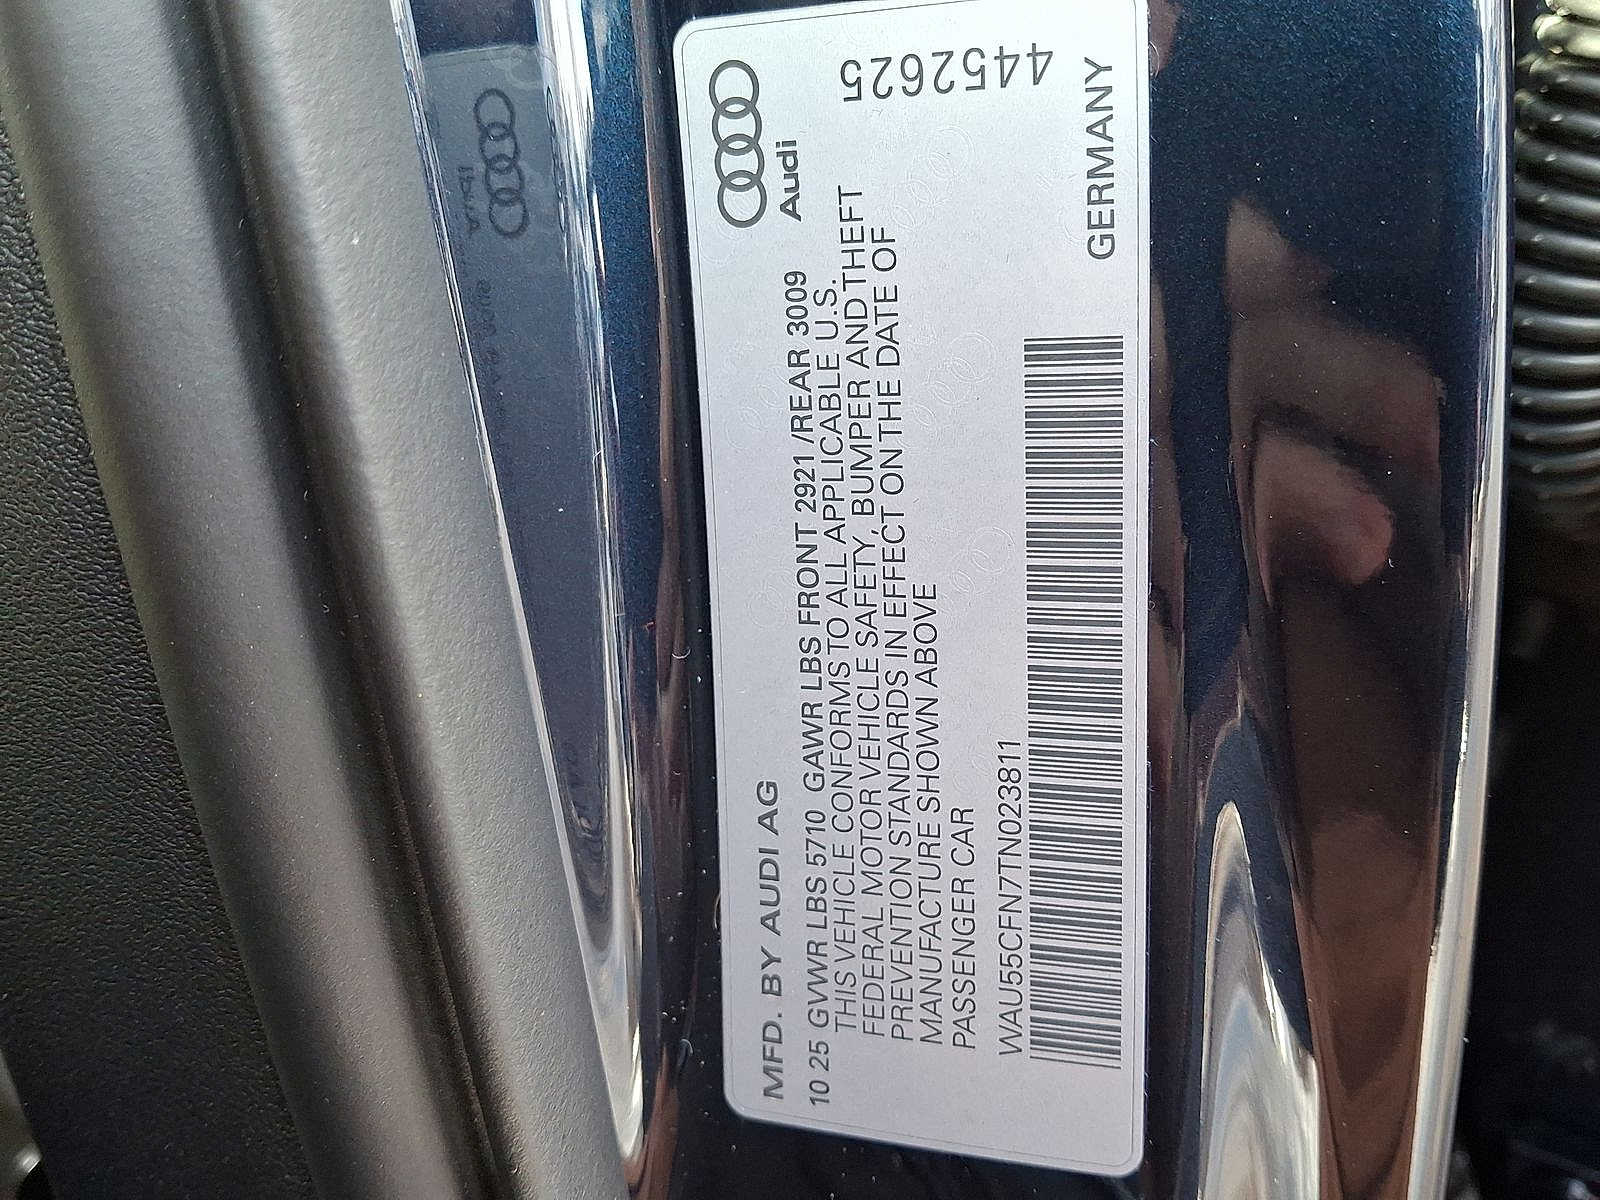 MFD. BY AUDI AG
Audi
10 25 GVWR LBS 5710 GAWR LBS FRONT 2921 /REAR 3009
THIS VEHICLE CONFORMS TO ALL APPLICABLE U.S.
FEDERAL MOTOR VEHICLE SAFETY, BUMPER AND THEFT
PREVENTION STANDARDS IN EFFECT ON THE DATE OF
MANUFACTURE SHOWN ABOVE
PASSENGER CAR
4452625
WAU55CFN7TN023811
GERMANY